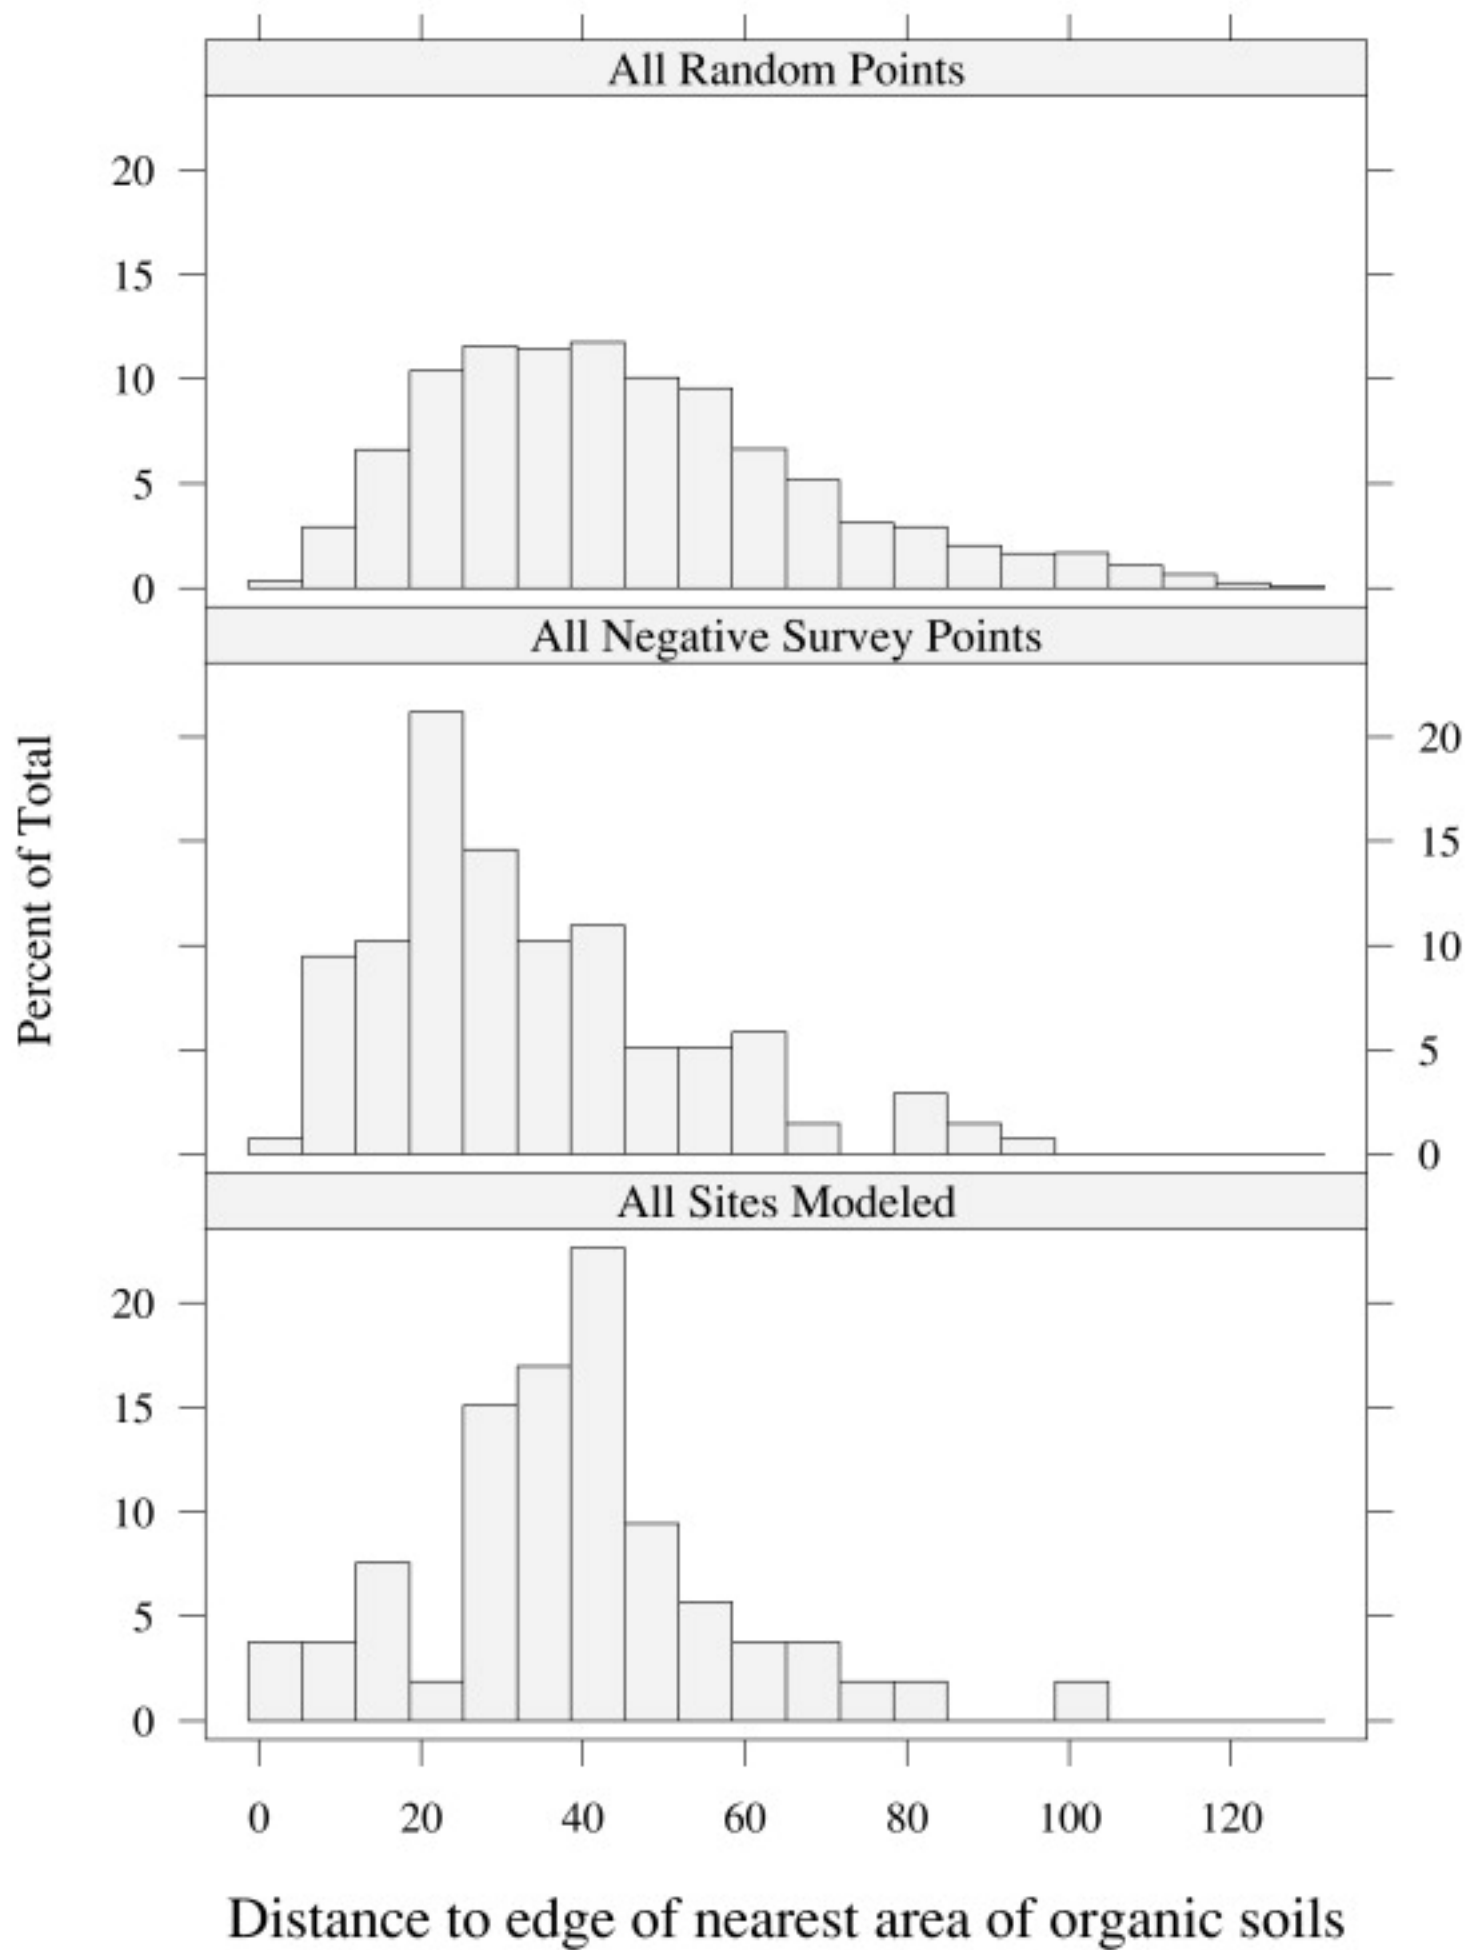 All Random Points
20
15
10
5
0
All Negative Survey Points
20
15
10
5
0
Percent of Total
All Sites Modeled
20
15
10
5
0
0 20 40 60 80 100 120
Distance to edge of nearest area of organic soils